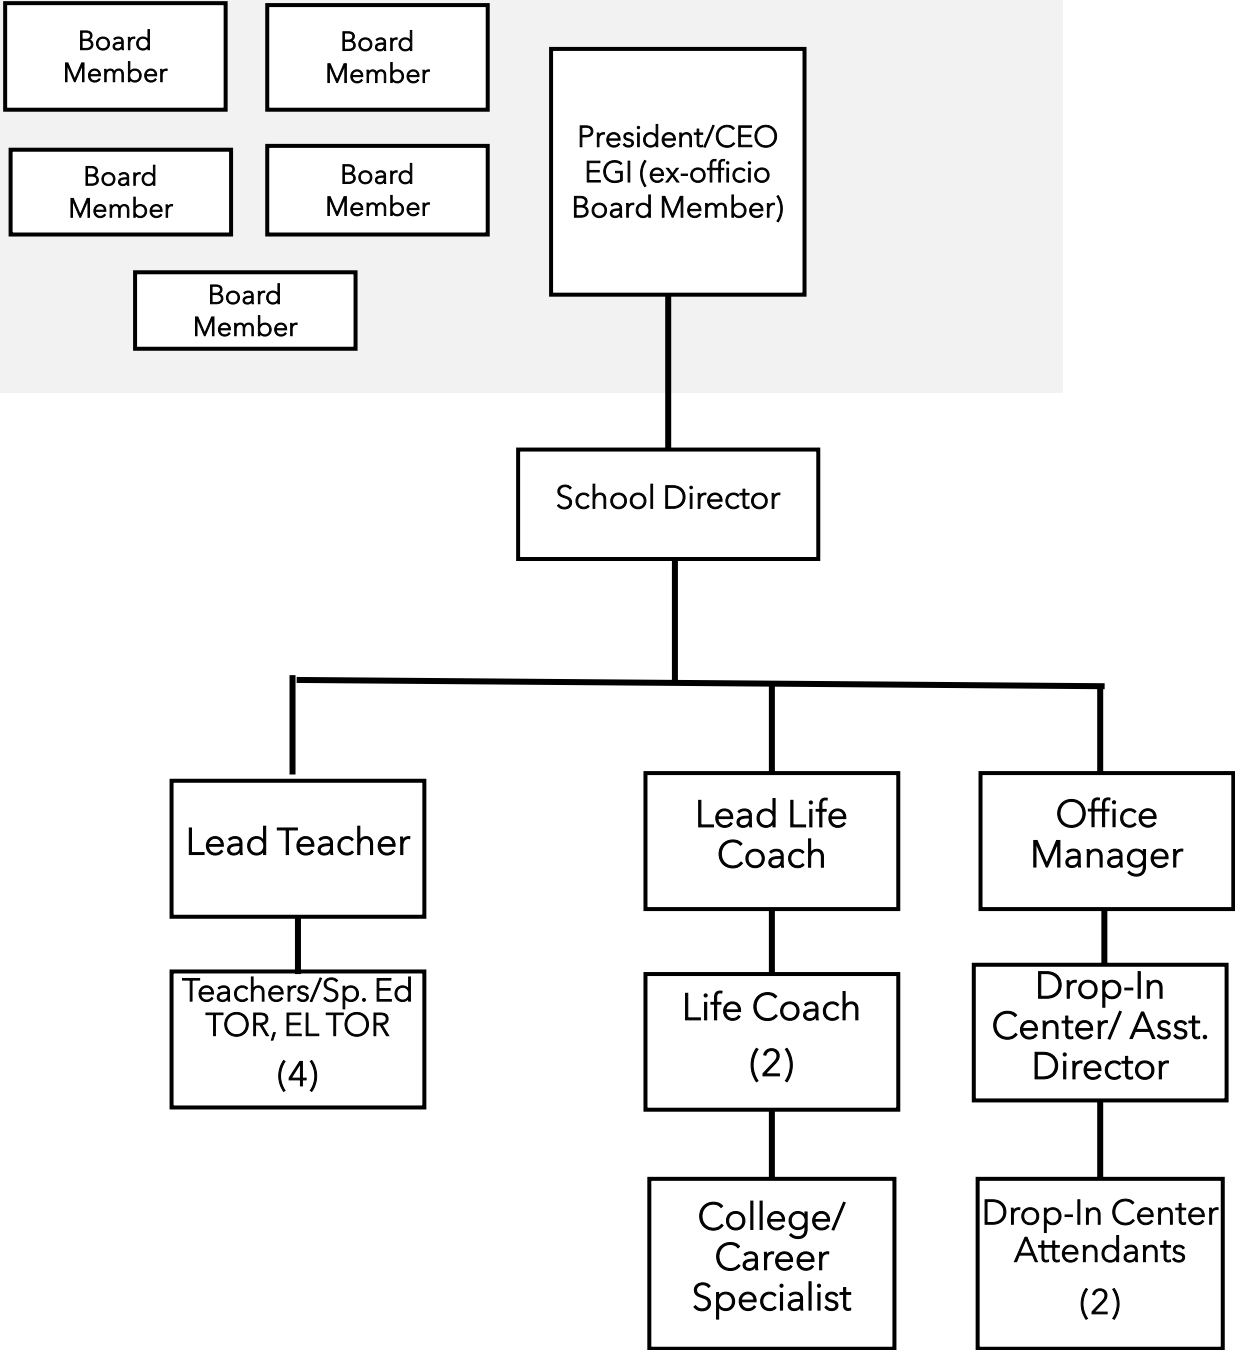 Board
Member
Board
Member
Board
Member
Board
Member
Board
Member
President/CEO
EGI (ex-officio
Board Member)
School Director
Lead Teacher
Lead Life
Coach
Office
Manager
Teachers/Sp. Ed
TOR, EL TOR
(4)
Life Coach
(2)
Drop-In
Center/ Asst.
Director
College/
Career
Specialist
Drop-In Center
Attendants
(2)